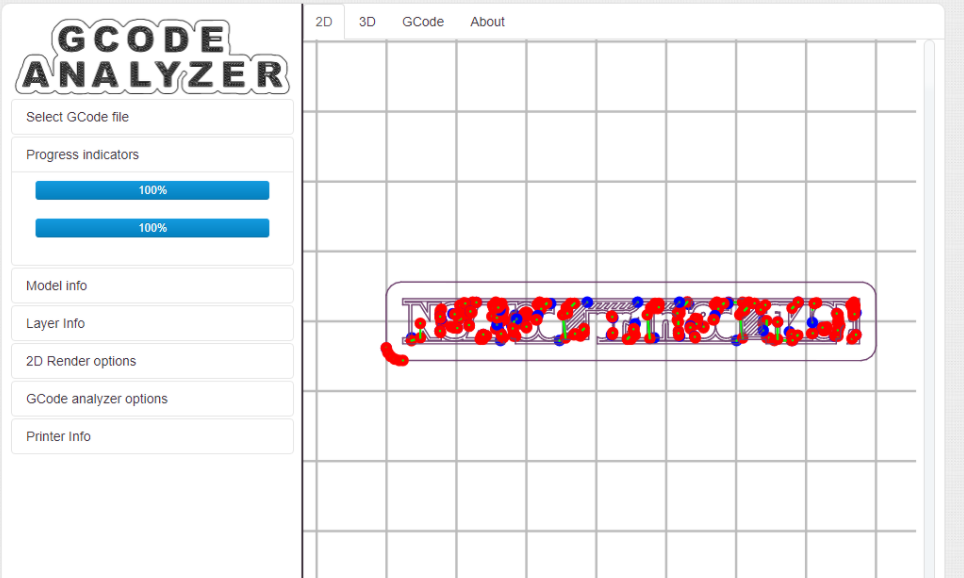 GCODE
ANALYZER
Select GCode file
Progress indicators
100%
100%
Model info
Layer Info
2D Render options
GCode analyzer options
Printer Info
2D 3D GCode About